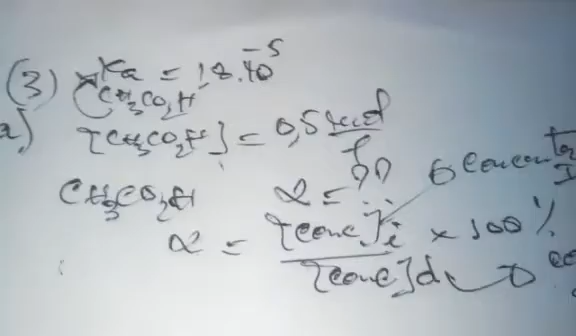 (3) Ka = 1,8.10^-5
CH3CO2H
a) [CH3CO2H] = 0,5 mol
CH3CO2H α = ??
α = [conc]i x 100%
[conc]d